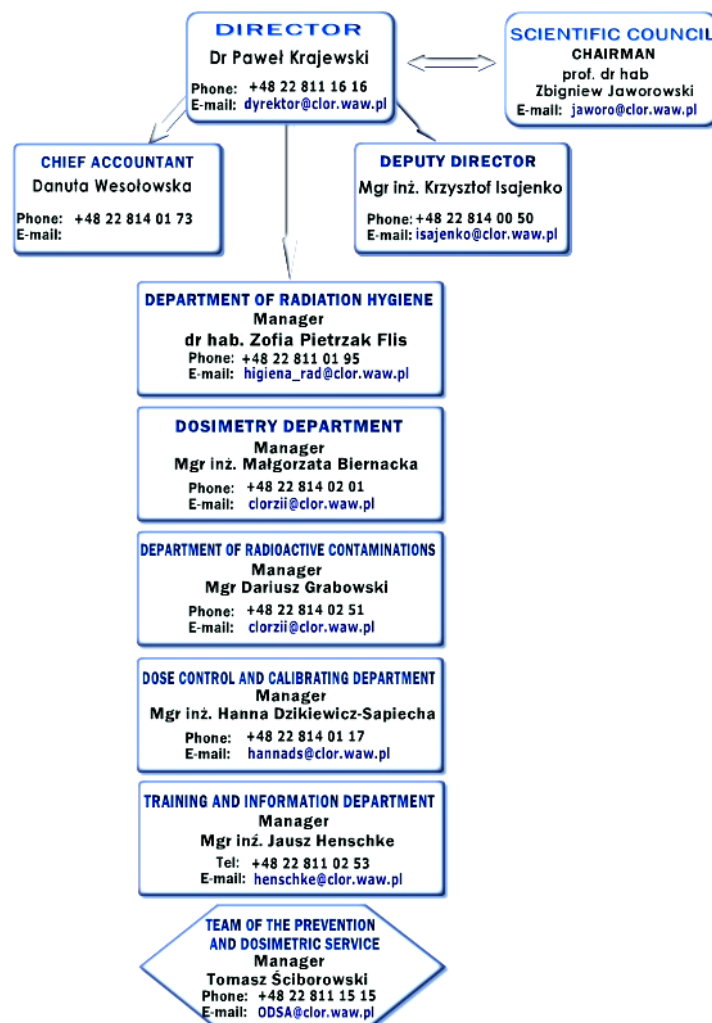 DIRECTOR
Dr Paweł Krajewski
Phone: +48 22 811 16 16
E-mail: dyrektor@clor.waw.pl
SCIENTIFIC COUNCIL
CHAIRMAN
prof. dr hab
Zbigniew Jaworowski
E-mail: jaworo@clor.waw.pl
CHIEF ACCOUNTANT
Danuta Wesołowska
Phone: +48 22 814 01 73
E-mail:
DEPUTY DIRECTOR
Mgr inż. Krzysztof Isajenko
Phone: +48 22 814 00 50
E-mail: isajenko@clor.waw.pl
DEPARTMENT OF RADIATION HYGIENE
Manager
dr hab. Zofia Pietrzak Flis
Phone: +48 22 811 01 95
E-mail: higiena_rad@clor.waw.pl
DOSIMETRY DEPARTMENT
Manager
Mgr inż. Małgorzata Biernacka
Phone: +48 22 814 02 01
E-mail: clorzii@clor.waw.pl
DEPARTMENT OF RADIOACTIVE CONTAMINATIONS
Manager
Mgr Dariusz Grabowski
Phone: +48 22 814 02 51
E-mail: clorzii@clor.waw.pl
DOSE CONTROL AND CALIBRATING DEPARTMENT
Manager
Mgr inż. Hanna Dzikiewicz-Sapiecha
Phone: +48 22 814 01 17
E-mail: hannads@clor.waw.pl
TRAINING AND INFORMATION DEPARTMENT
Manager
Mgr inź. Jausz Henschke
Tel: +48 22 811 02 53
E-mail: henschke@clor.waw.pl
TEAM OF THE PREVENTION
AND DOSIMETRIC SERVICE
Manager
Tomasz Ściborowski
Phone: +48 22 811 15 15
E-mail: ODSA@clor.waw.pl